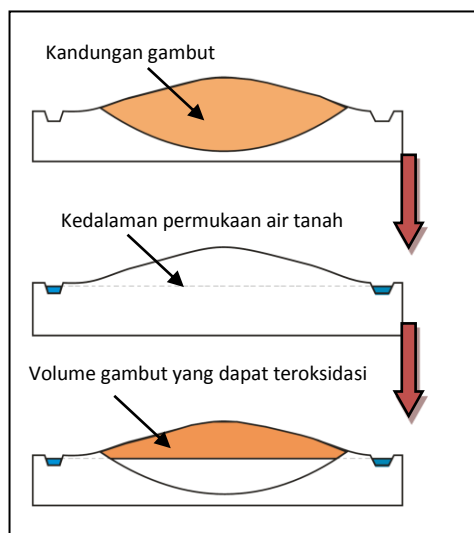 Kandungan gambut
Kedalaman permukaan air tanah
Volume gambut yang dapat teroksidasi